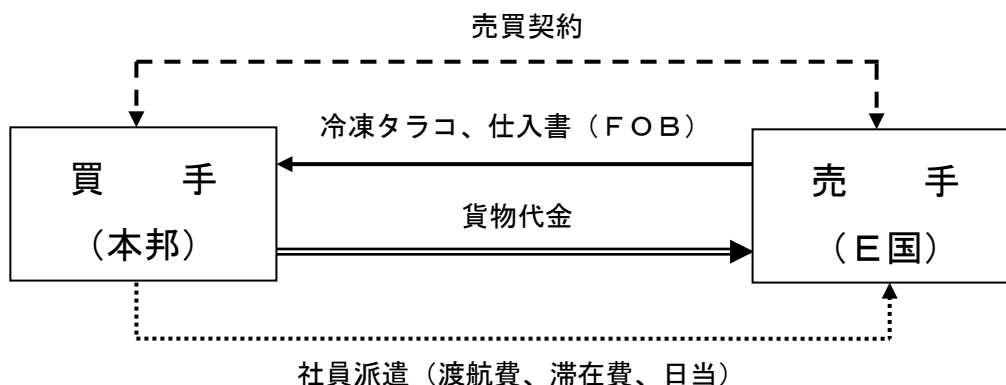 売買契約
冷凍タラコ、仕入書（ＦＯＢ）
買　　手
（本邦）
売　　手
（Ｅ国）
貨物代金
社員派遣（渡航費、滞在費、日当）